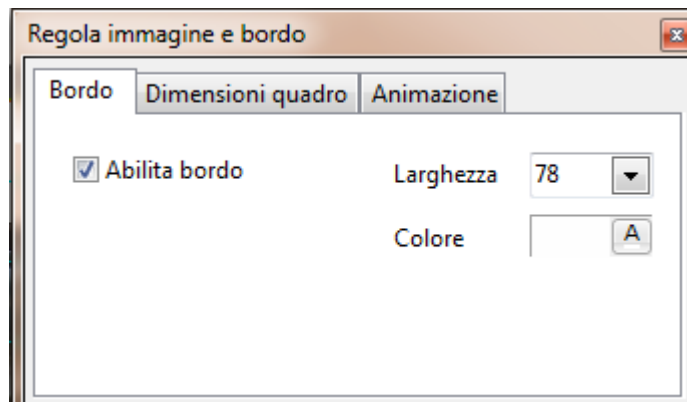 Regola immagine e bordo
Bordo Dimensioni quadro Animazione
Abilita bordo Larghezza 78
Colore A